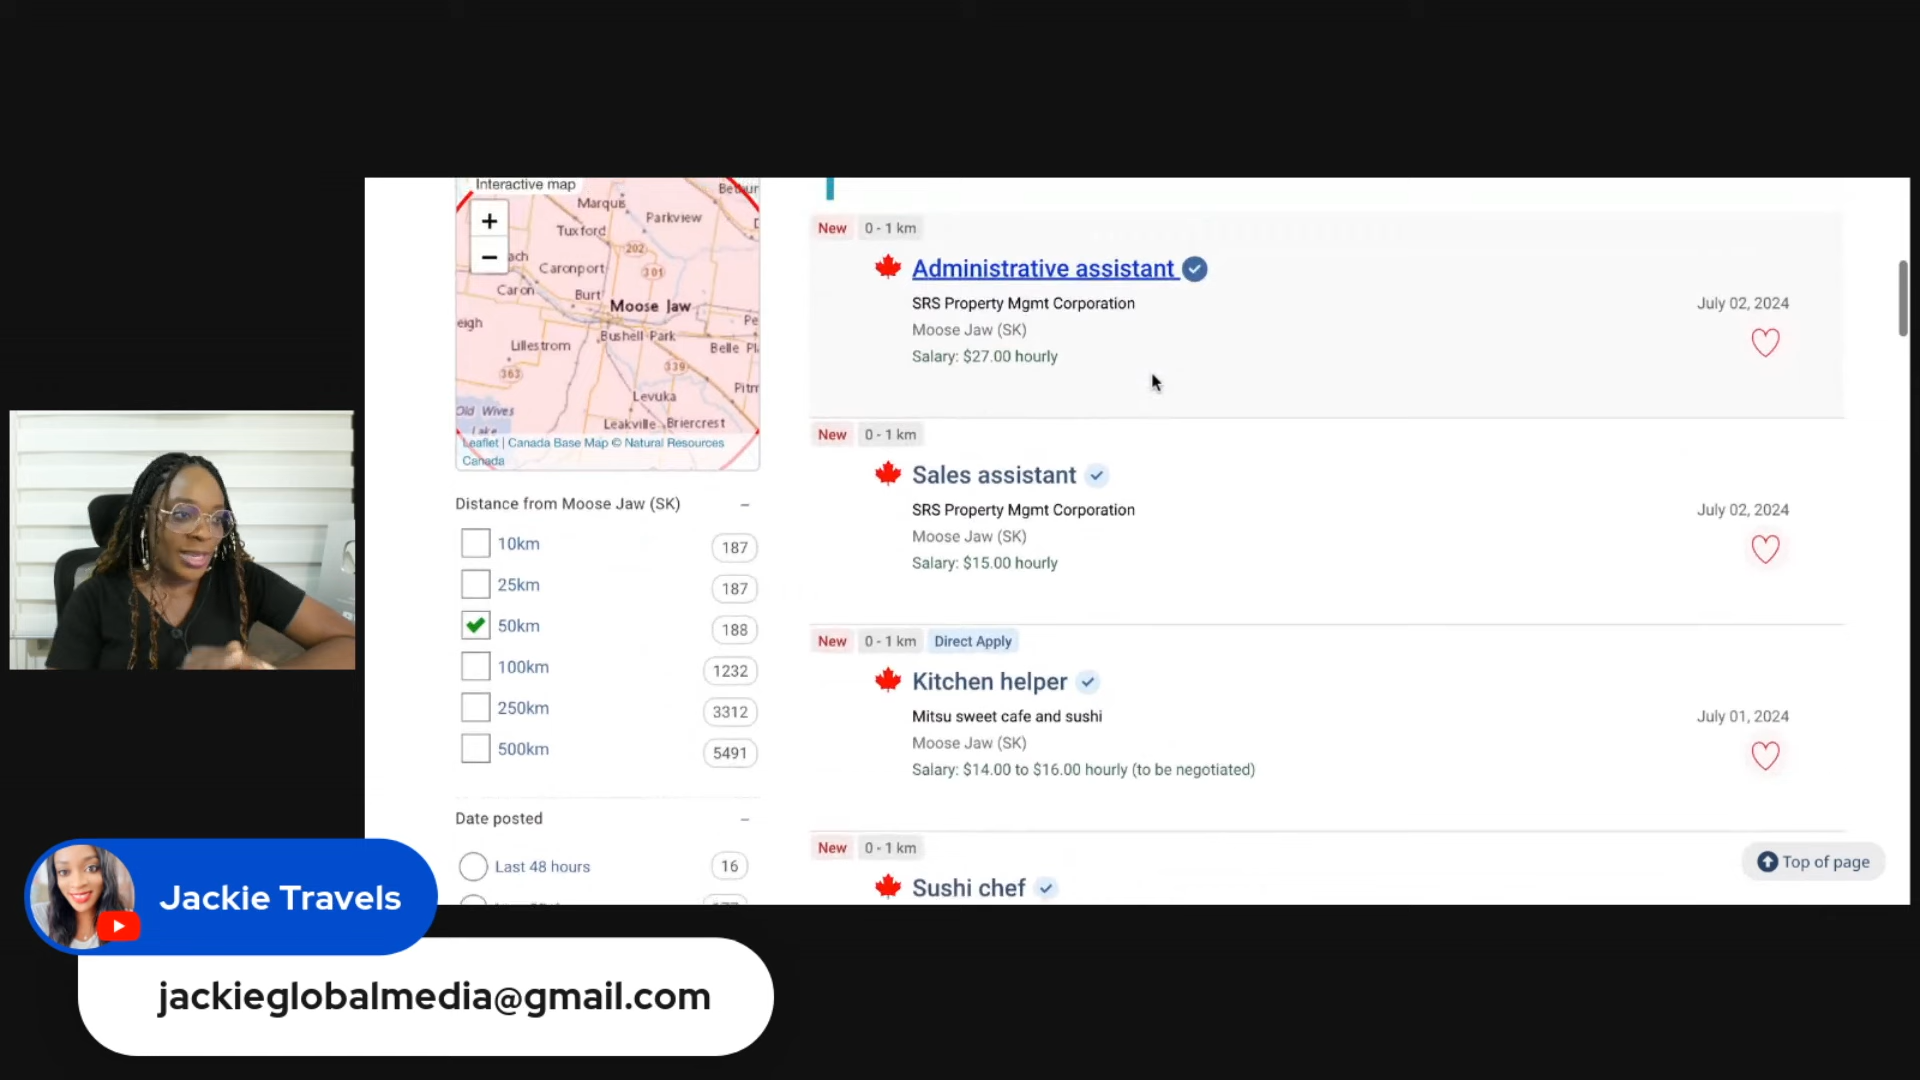 Interactive map
Bethur
Marquis
Parkview
Tuxford
202
ach
Caronport
301
Caron
Burt
Moose Jaw
eigh
Pe
Bushell Park
Lillestrom
Belle Pl
339
363
Pitm
Levuka
Old Wives
Lake
Leakville
Briercrest
Leaflet | Canada Base Map © Natural Resources
Canada
+
−
Distance from Moose Jaw (SK) −
10km 187
25km 187
50km 188
100km 1232
250km 3312
500km 5491
Date posted −
Last 48 hours 16
New 0 - 1 km
Administrative assistant
SRS Property Mgmt Corporation
July 02, 2024
Moose Jaw (SK)
Salary: $27.00 hourly
New 0 - 1 km
Sales assistant
SRS Property Mgmt Corporation
July 02, 2024
Moose Jaw (SK)
Salary: $15.00 hourly
New 0 - 1 km Direct Apply
Kitchen helper
Mitsu sweet cafe and sushi
July 01, 2024
Moose Jaw (SK)
Salary: $14.00 to $16.00 hourly (to be negotiated)
New 0 - 1 km
Sushi chef
Top of page
Jackie Travels
jackieglobalmedia@gmail.com